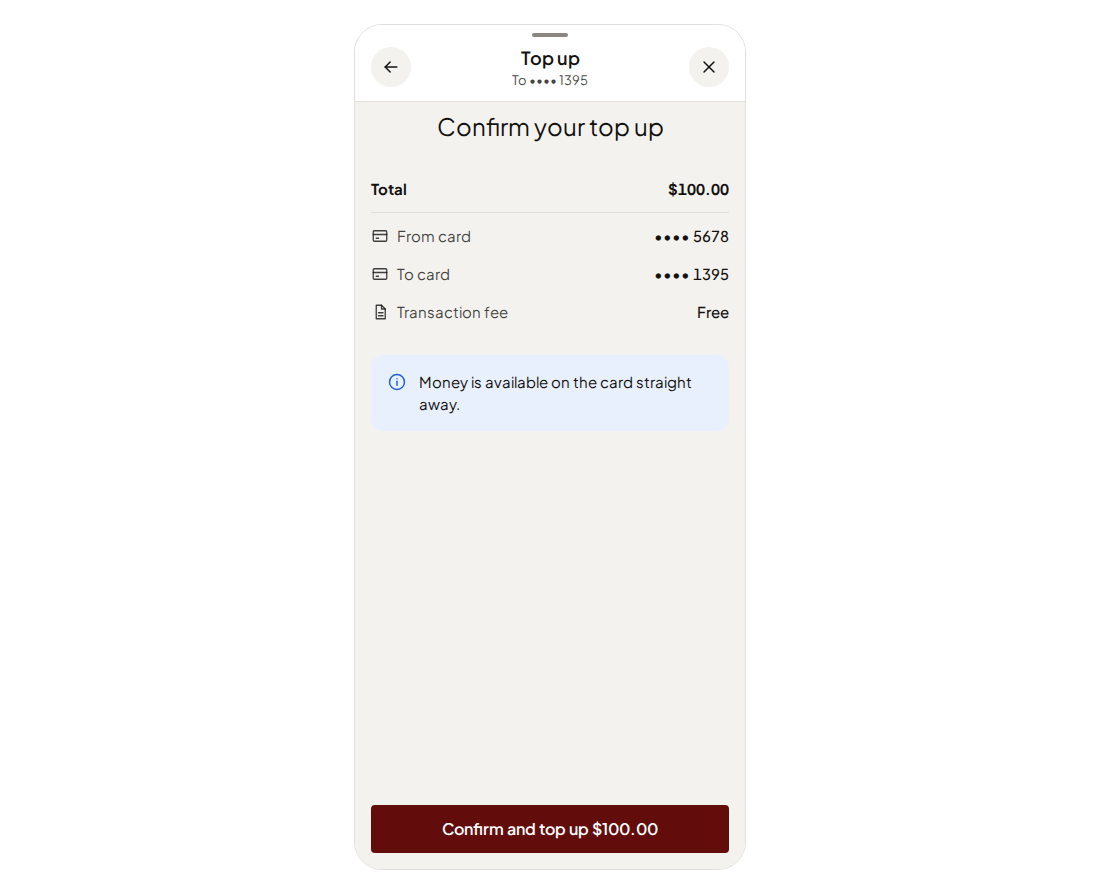 Top up
To •••• 1395
Confirm your top up
Total $100.00
From card •••• 5678
To card •••• 1395
Transaction fee Free
Money is available on the card straight
away.
Confirm and top up $100.00